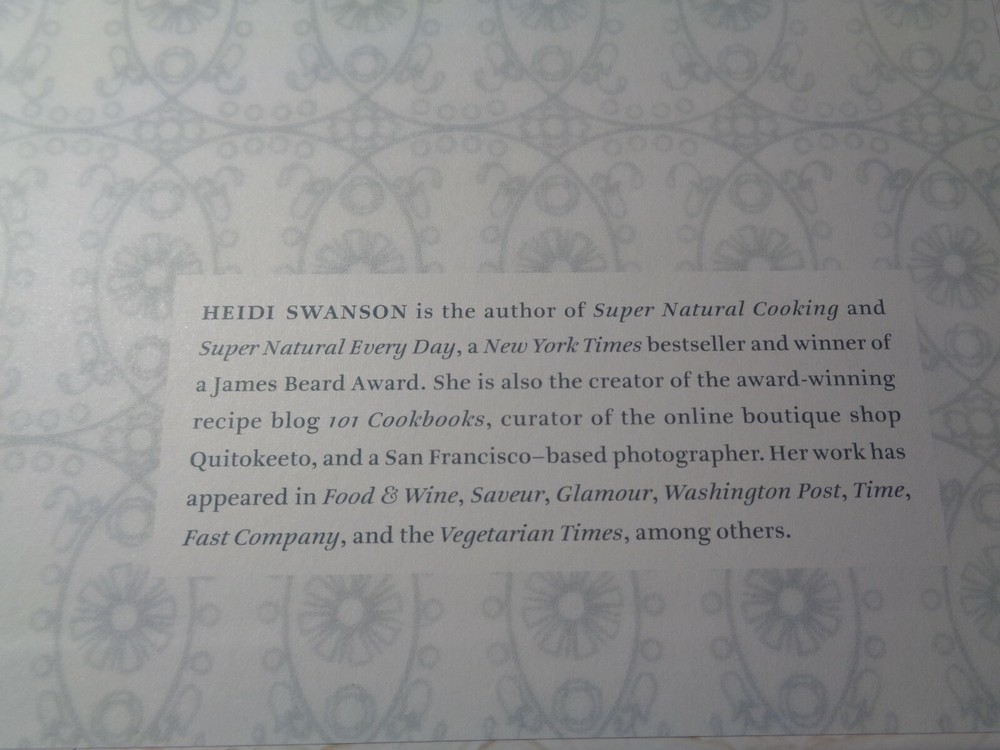 HEIDI SWANSON is the author of Super Natural Cooking and
Super Natural Every Day, a New York Times bestseller and winner of
a James Beard Award. She is also the creator of the award-winning
recipe blog 101 Cookbooks, curator of the online boutique shop
Quitokeeto, and a San Francisco–based photographer. Her work has
appeared in Food & Wine, Saveur, Glamour, Washington Post, Time,
Fast Company, and the Vegetarian Times, among others.